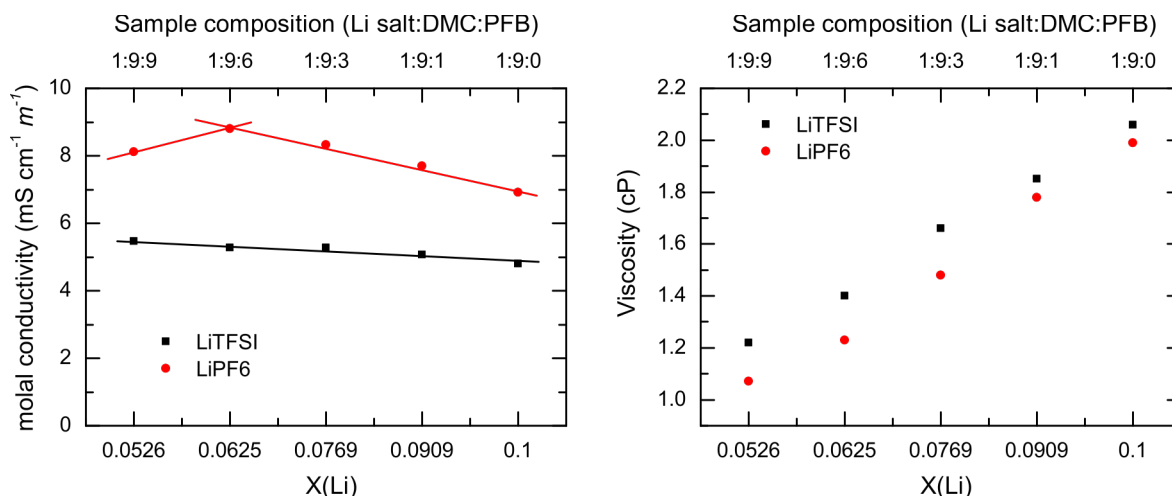 Sample composition (Li salt:DMC:PFB)
1:9:9 1:9:6 1:9:3 1:9:1 1:9:0
10
8
6
4
2
0
molal conductivity (mS cm⁻¹ m⁻¹)
LiTFSI
LiPF6
0.0526 0.0625 0.0769 0.0909 0.1
X(Li)
Sample composition (Li salt:DMC:PFB)
1:9:9 1:9:6 1:9:3 1:9:1 1:9:0
2.2
2.0
1.8
1.6
1.4
1.2
1.0
Viscosity (cP)
LiTFSI
LiPF6
0.0526 0.0625 0.0769 0.0909 0.1
X(Li)